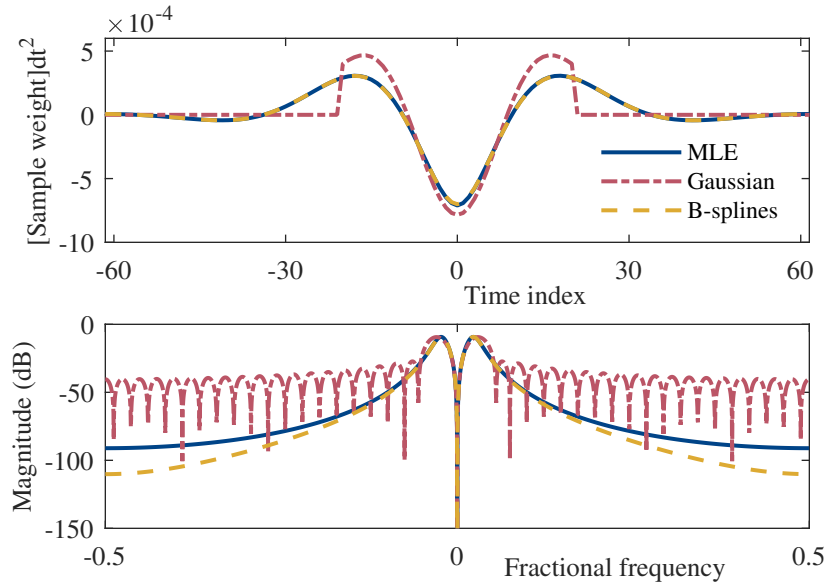 ×10⁻⁴
[Sample weight]dt²
5
0
-5
-10
-60
-30
0
30
60
Time index
MLE
Gaussian
B-splines
Magnitude (dB)
0
-50
-100
-150
-0.5
0
0.5
Fractional frequency